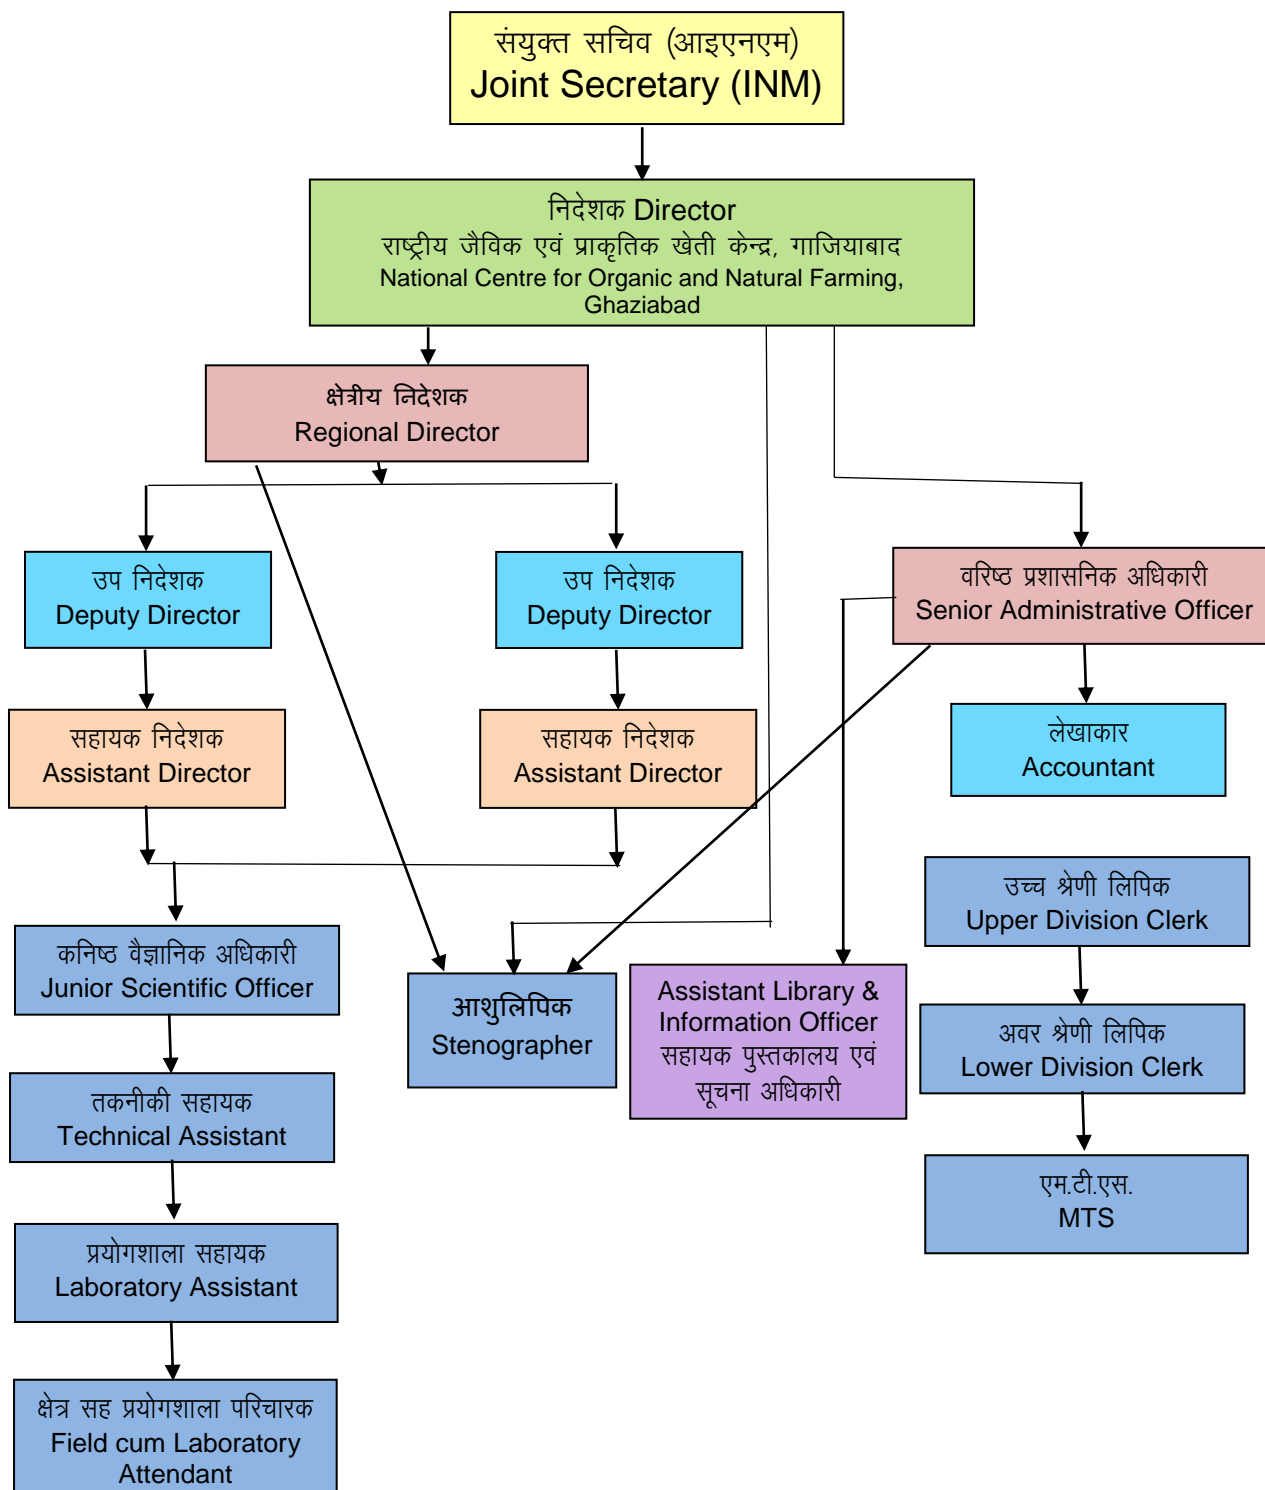 संयुक्त सचिव (आइएनएम)
Joint Secretary (INM)
निदेशक Director
राष्ट्रीय जैविक एवं प्राकृतिक खेती केन्द्र, गाजियाबाद
National Centre for Organic and Natural Farming,
Ghaziabad
क्षेत्रीय निदेशक
Regional Director
उप निदेशक
Deputy Director
उप निदेशक
Deputy Director
वरिष्ठ प्रशासनिक अधिकारी
Senior Administrative Officer
सहायक निदेशक
Assistant Director
सहायक निदेशक
Assistant Director
लेखाकार
Accountant
उच्च श्रेणी लिपिक
Upper Division Clerk
कनिष्ठ वैज्ञानिक अधिकारी
Junior Scientific Officer
आशुलिपिक
Stenographer
Assistant Library &
Information Officer
सहायक पुस्तकालय एवं
सूचना अधिकारी
अवर श्रेणी लिपिक
Lower Division Clerk
तकनीकी सहायक
Technical Assistant
एम.टी.एस.
MTS
प्रयोगशाला सहायक
Laboratory Assistant
क्षेत्र सह प्रयोगशाला परिचारक
Field cum Laboratory
Attendant